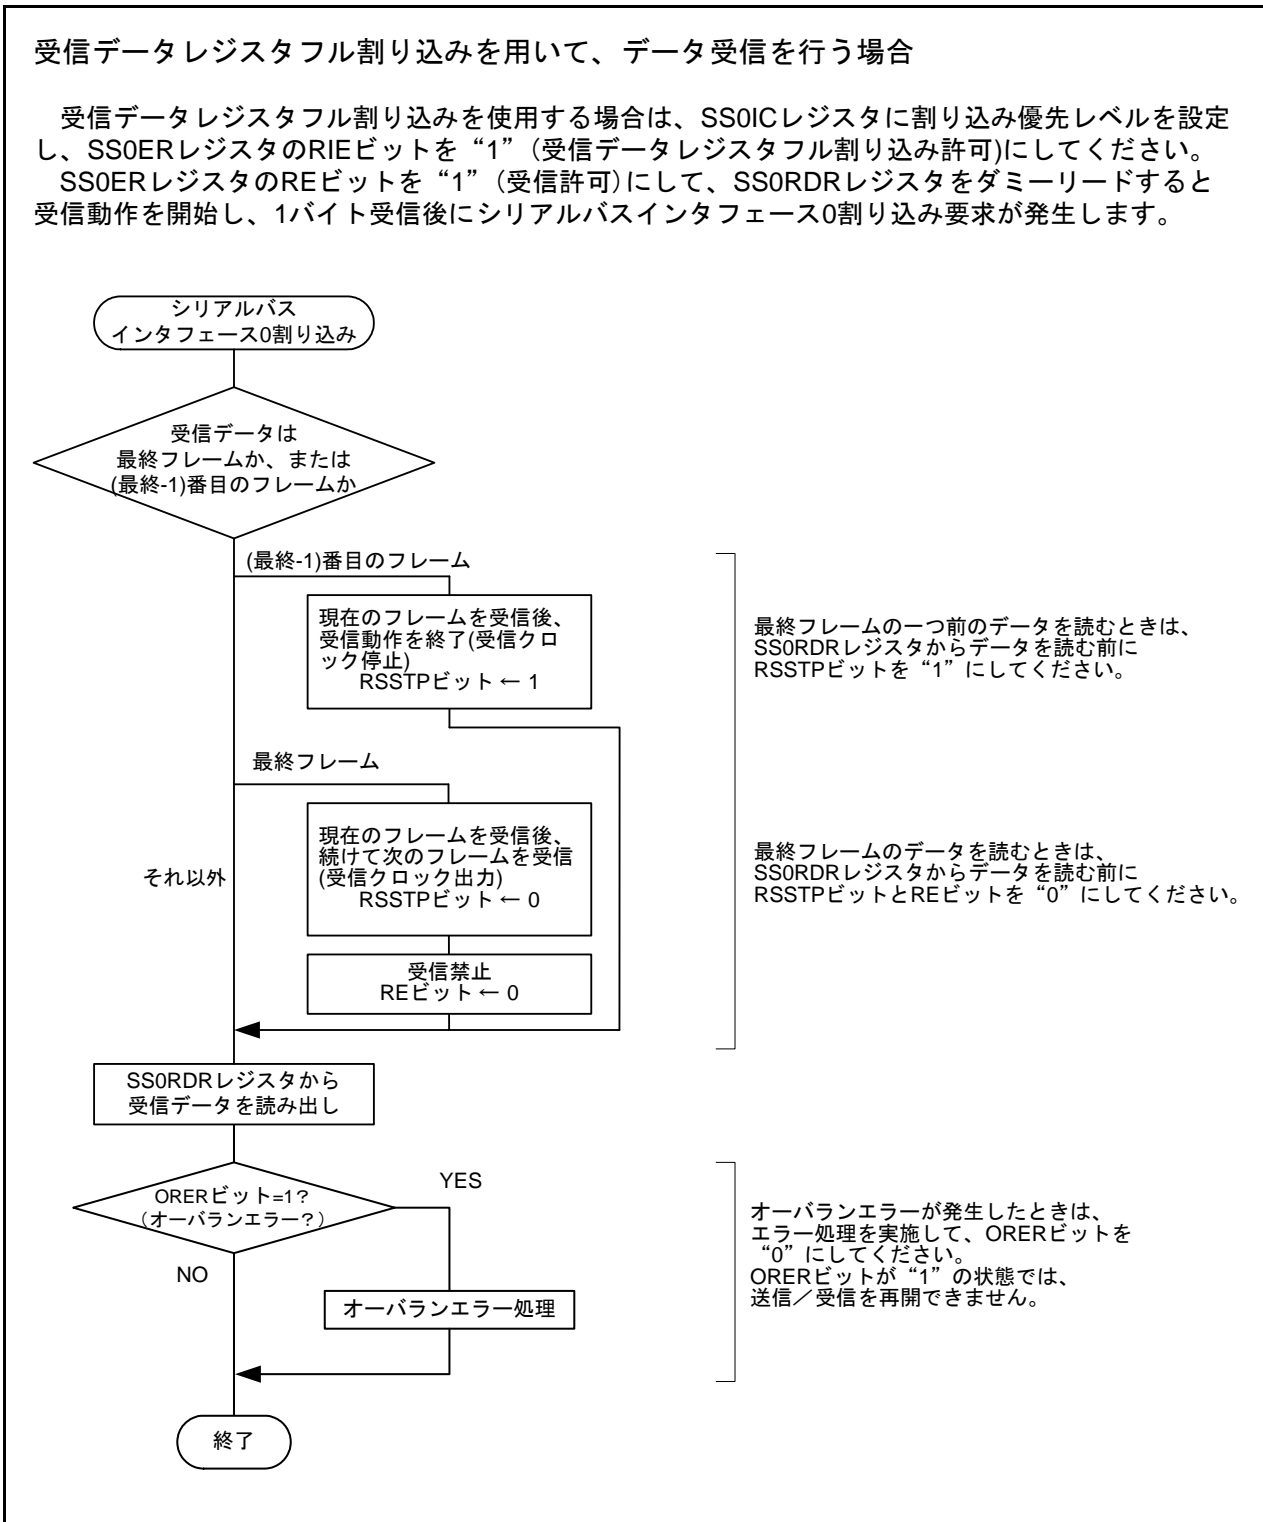 受信データレジスタフル割り込みを用いて、データ受信を行う場合
受信データレジスタフル割り込みを使用する場合は、SS0ICレジスタに割り込み優先レベルを設定
し、SS0ERレジスタのRIEビットを“1”(受信データレジスタフル割り込み許可)にしてください。
SS0ERレジスタのREビットを“1”(受信許可)にして、SS0RDRレジスタをダミーリードすると
受信動作を開始し、1バイト受信後にシリアルバスインタフェース0割り込み要求が発生します。
シリアルバス
インタフェース0割り込み
受信データは
最終フレームか、または
(最終-1)番目のフレームか
(最終-1)番目のフレーム
現在のフレームを受信後、
受信動作を終了(受信クロ
ック停止)
RSSTPビット ← 1
最終フレームの一つ前のデータを読むときは、
SS0RDRレジスタからデータを読む前に
RSSTPビットを“1”にしてください。
最終フレーム
それ以外
現在のフレームを受信後、
続けて次のフレームを受信
(受信クロック出力)
RSSTPビット ← 0
受信禁止
REビット ← 0
最終フレームのデータを読むときは、
SS0RDRレジスタからデータを読む前に
RSSTPビットとREビットを“0”にしてください。
SS0RDRレジスタから
受信データを読み出し
ORERビット=1?
(オーバランエラー?)
YES
NO
オーバランエラー処理
オーバランエラーが発生したときは、
エラー処理を実施して、ORERビットを
“0”にしてください。
ORERビットが“1”の状態では、
送信/受信を再開できません。
終了